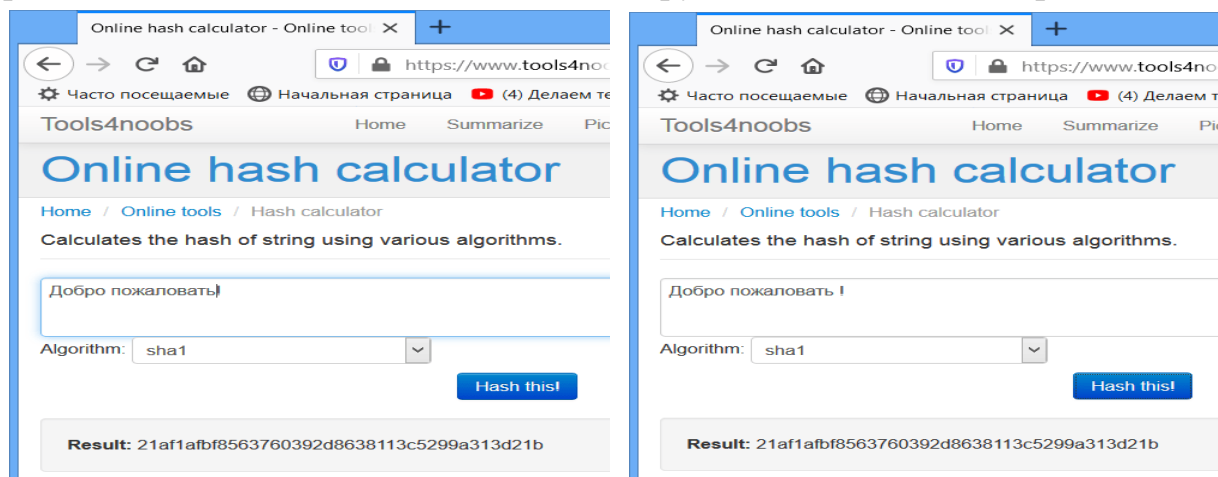 Online hash calculator - Online tool
https://www.tools4noo
Часто посещаемые Начальная страница (4) Делаем те
Tools4noobs Home Summarize Pic
Online hash calculator
Home / Online tools / Hash calculator
Calculates the hash of string using various algorithms.
Добро пожаловать!
Algorithm: sha1
Hash this!
Result: 21af1afbf8563760392d8638113c5299a313d21b
Online hash calculator - Online tool
https://www.tools4no
Часто посещаемые Начальная страница (4) Делаем т
Tools4noobs Home Summarize Pi
Online hash calculator
Home / Online tools / Hash calculator
Calculates the hash of string using various algorithms.
Добро пожаловать !
Algorithm: sha1
Hash this!
Result: 21af1afbf8563760392d8638113c5299a313d21b